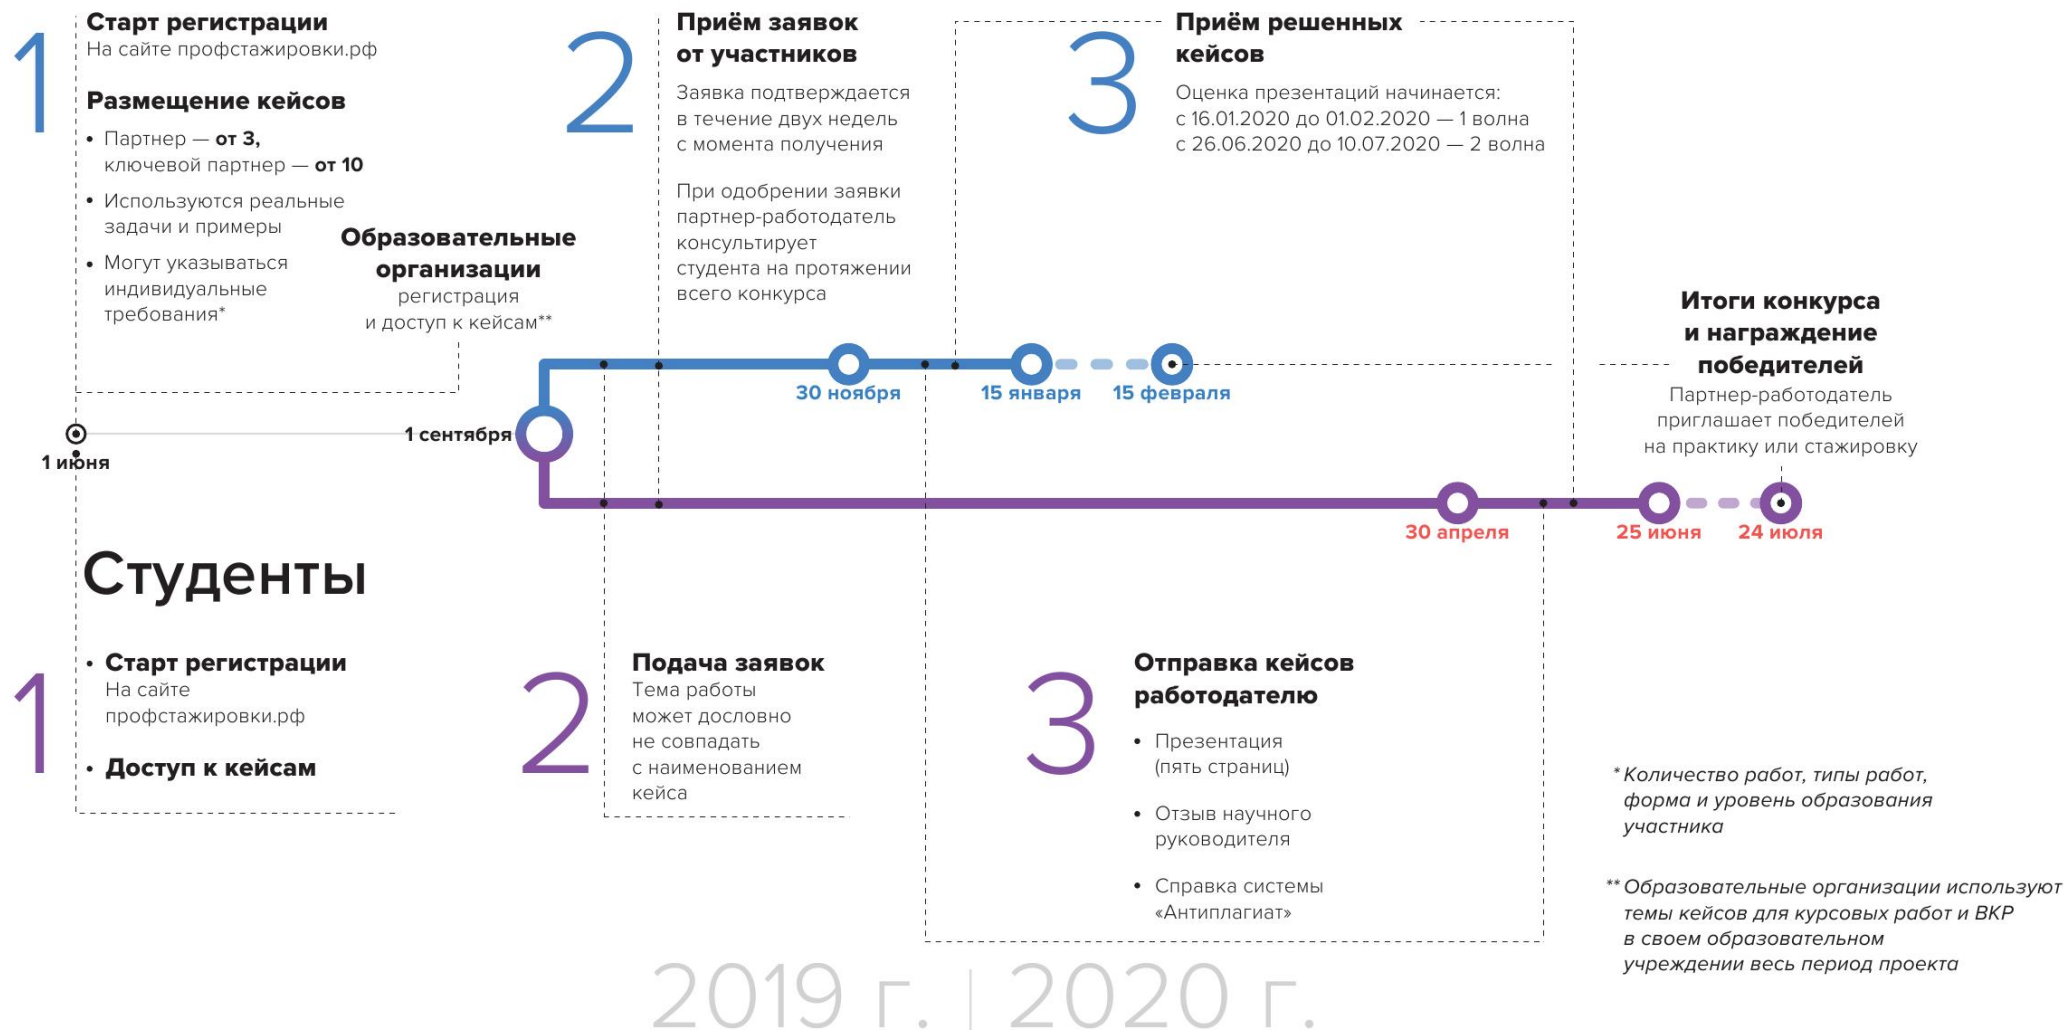 1
Старт регистрации
На сайте профстажировки.рф
Размещение кейсов
• Партнер — от 3,
ключевой партнер — от 10
• Используются реальные
задачи и примеры
• Могут указываться
индивидуальные
требования*
Образовательные
организации
регистрация
и доступ к кейсам**
2
Приём заявок
от участников
Заявка подтверждается
в течение двух недель
с момента получения
При одобрении заявки
партнер-работодатель
консультирует
студента на протяжении
всего конкурса
3
Приём решенных
кейсов
Оценка презентаций начинается:
с 16.01.2020 до 01.02.2020 — 1 волна
с 26.06.2020 до 10.07.2020 — 2 волна
Итоги конкурса
и награждение
победителей
Партнер-работодатель
приглашает победителей
на практику или стажировку
30 ноября
15 января
15 февраля
1 июня
1 сентября
30 апреля
25 июня
24 июля
Студенты
1
• Старт регистрации
На сайте
профстажировки.рф
• Доступ к кейсам
2
Подача заявок
Тема работы
может дословно
не совпадать
с наименованием
кейса
3
Отправка кейсов
работодателю
• Презентация
(пять страниц)
• Отзыв научного
руководителя
• Справка системы
«Антиплагиат»
* Количество работ, типы работ,
форма и уровень образования
участника
** Образовательные организации используют
темы кейсов для курсовых работ и ВКР
в своем образовательном
учреждении весь период проекта
2019 г. | 2020 г.